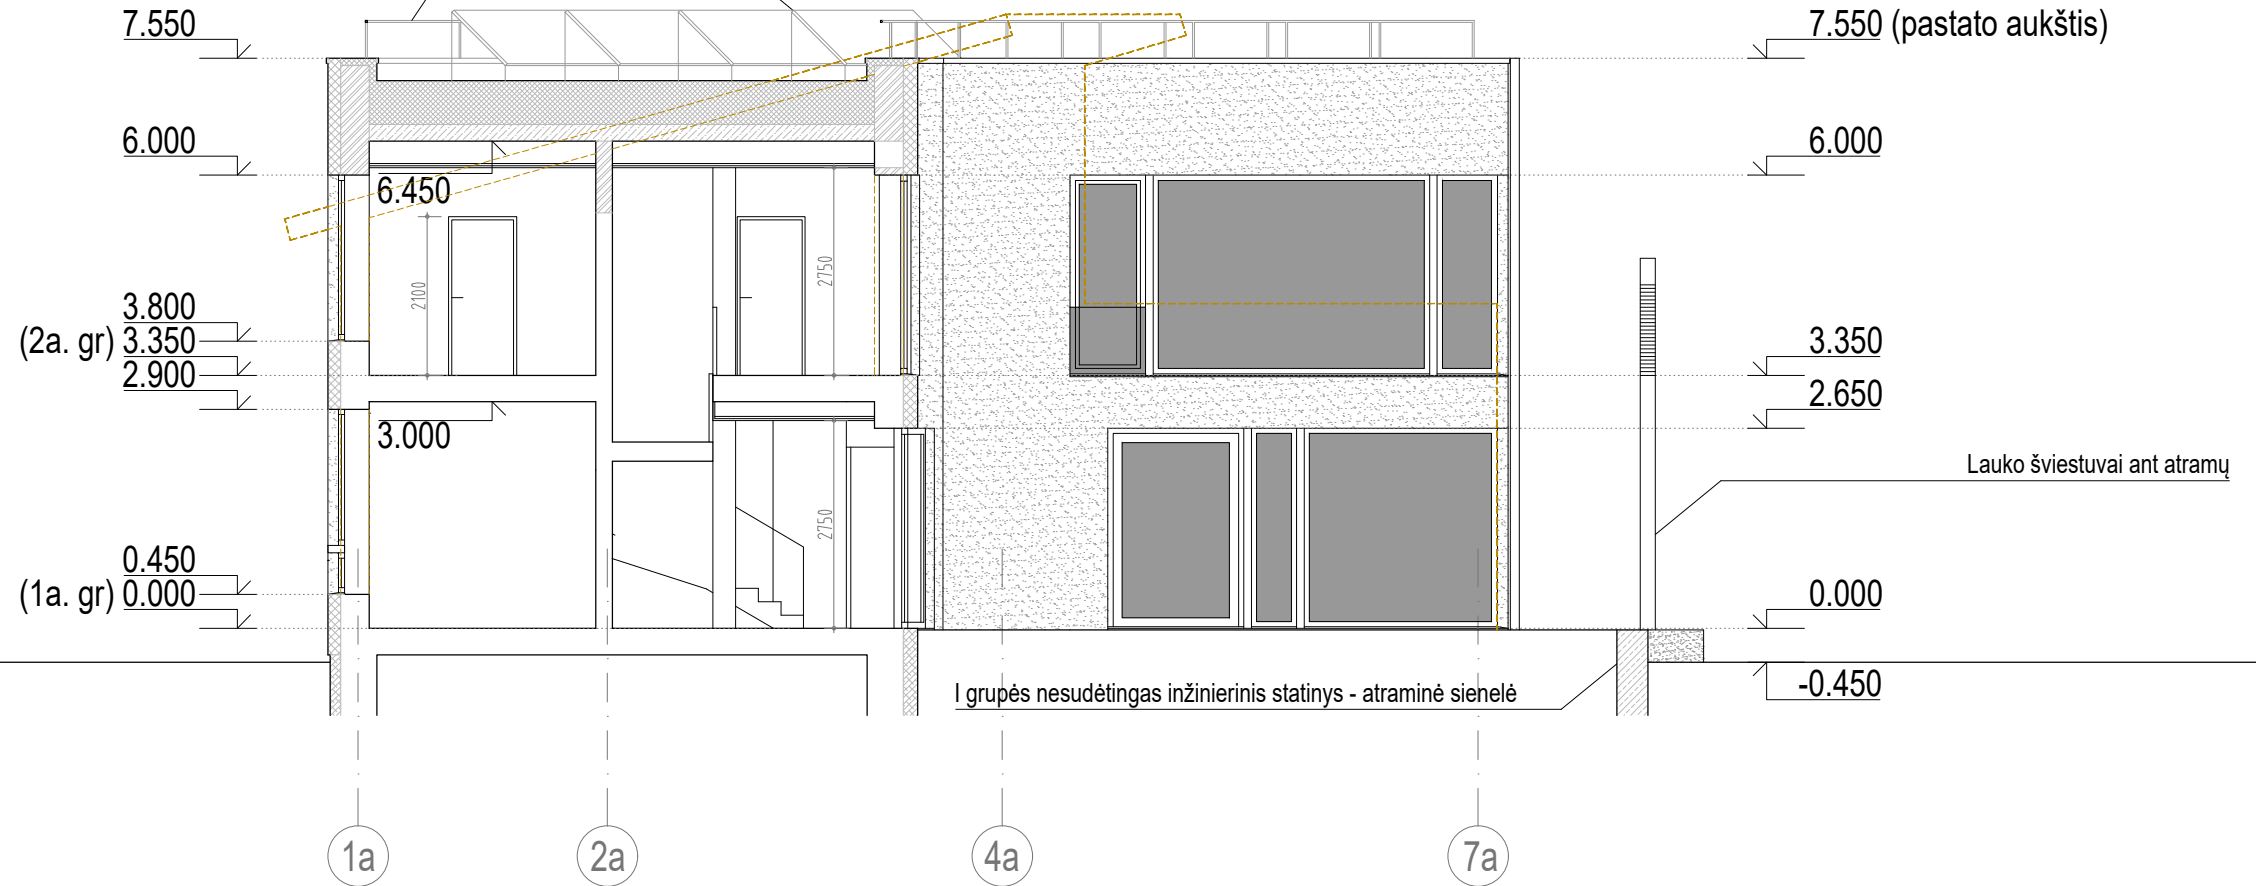 7.550
7.550 (pastato aukštis)
6.000
6.000
6.450
2100
2750
3.800
(2a. gr) 3.350
2.900
3.350
2.650
3.000
Lauko šviestuvai ant atramų
2750
0.450
(1a. gr) 0.000
0.000
-0.450
I grupės nesudėtingas inžinierinis statinys - atraminė sienelė
1a
2a
4a
7a